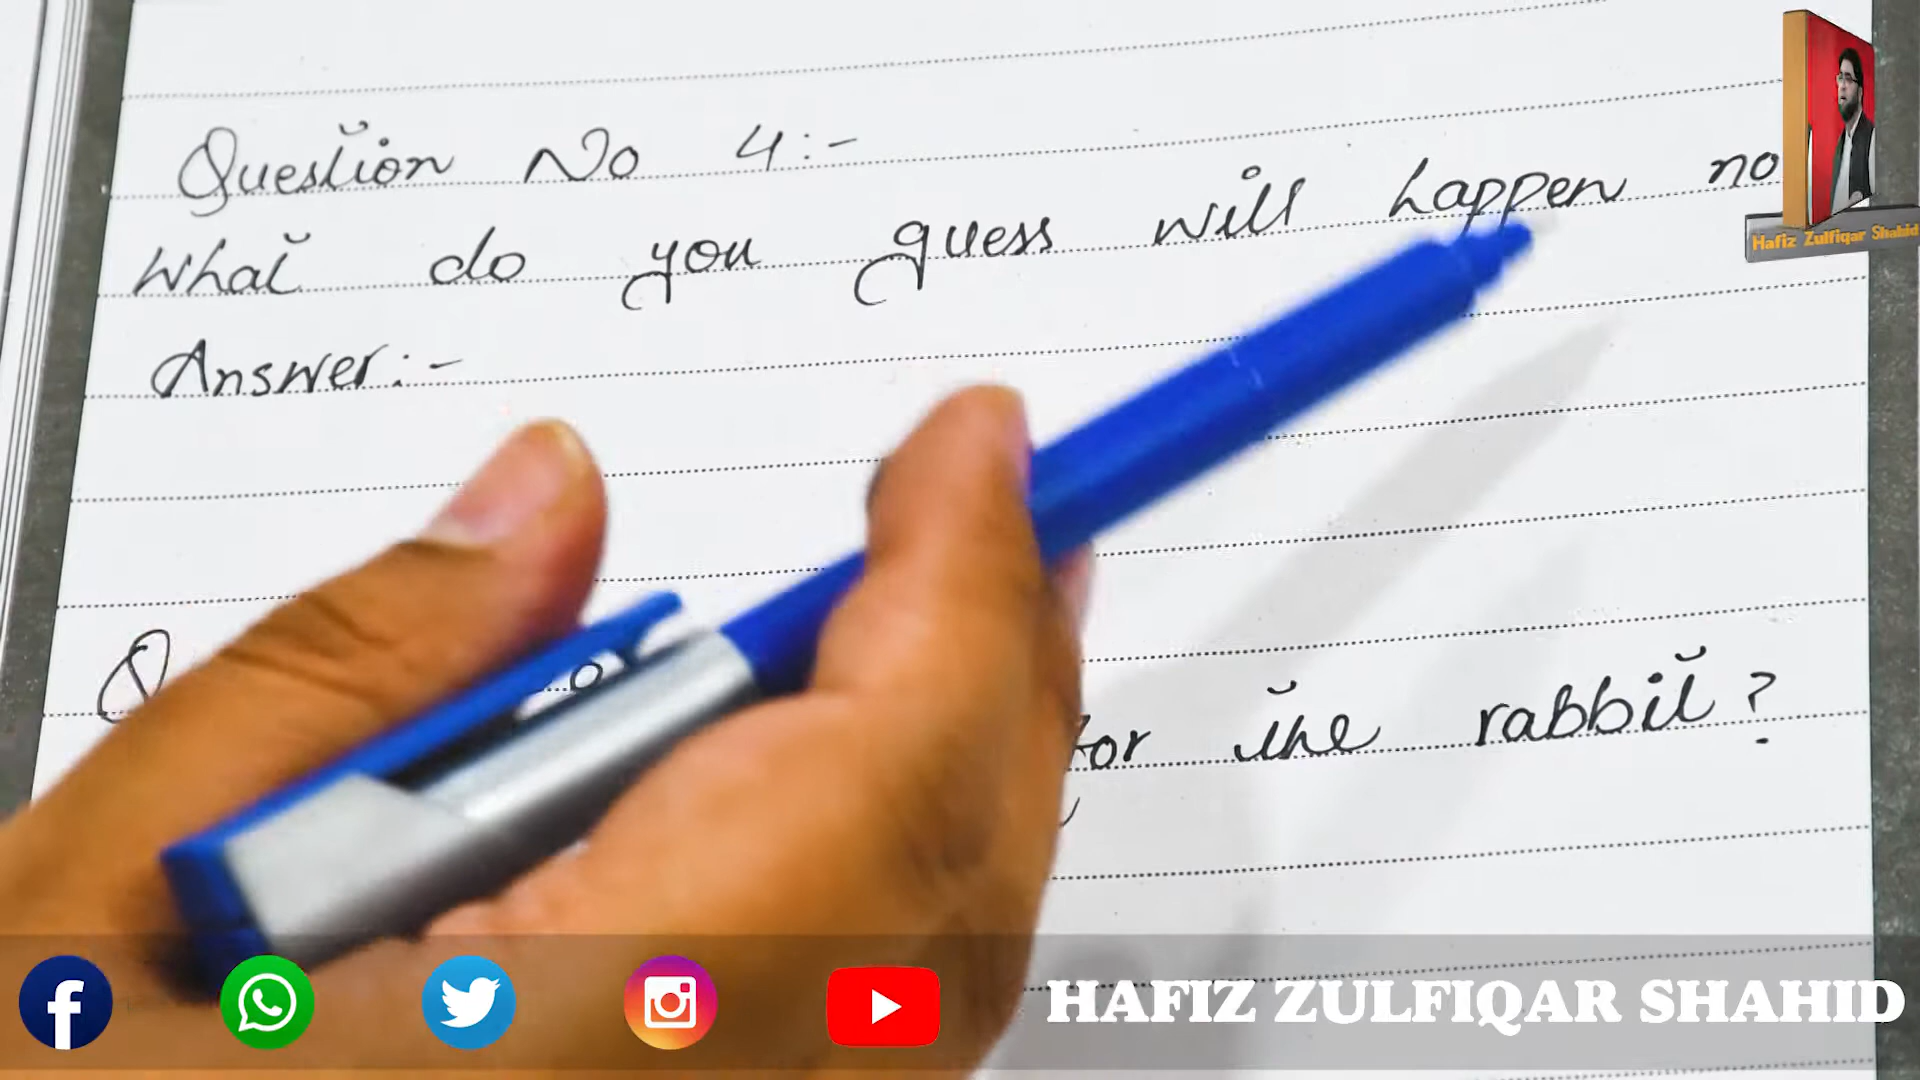 Question No 4:-
What do you guess will happen no
Hafiz Zulfiqar Shahid
Answer:-
for the rabbit?
HAFIZ ZULFIQAR SHAHID